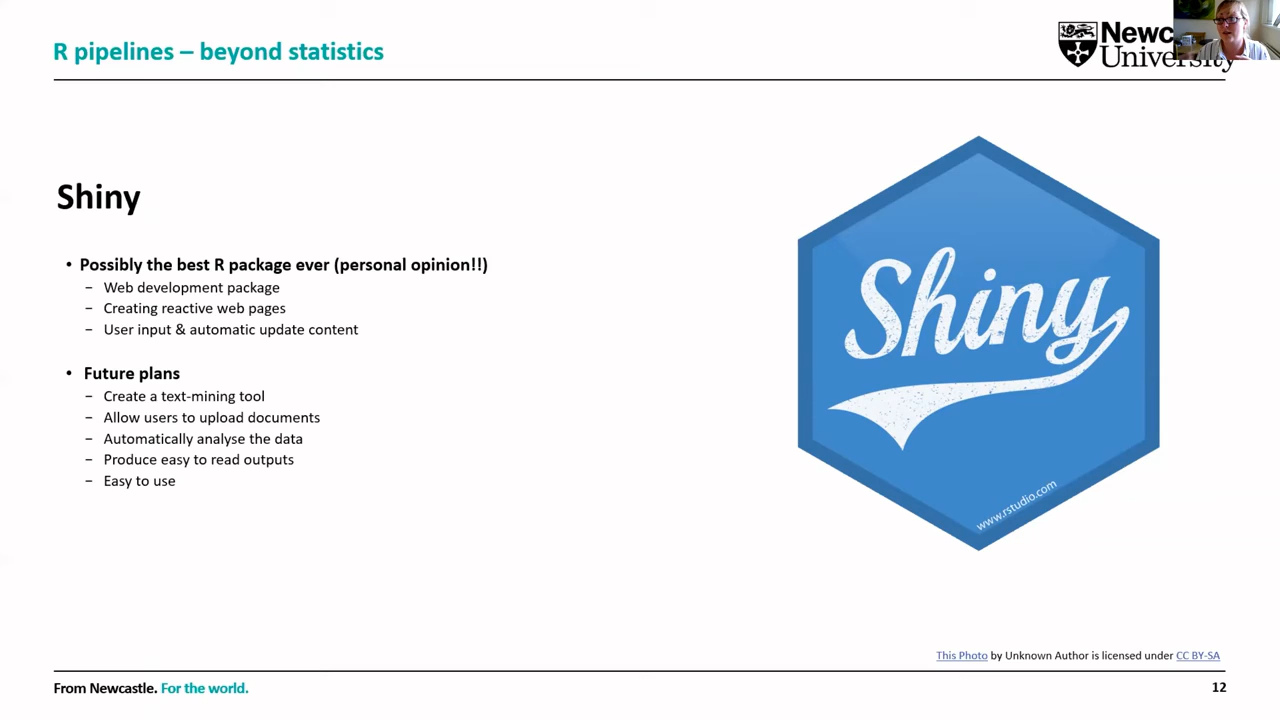 R pipelines – beyond statistics
Newc
University
Shiny
• Possibly the best R package ever (personal opinion!!)
– Web development package
– Creating reactive web pages
– User input & automatic update content
• Future plans
– Create a text-mining tool
– Allow users to upload documents
– Automatically analyse the data
– Produce easy to read outputs
– Easy to use
Shiny
www.rstudio.com
This Photo by Unknown Author is licensed under CC BY-SA
From Newcastle. For the world.
12